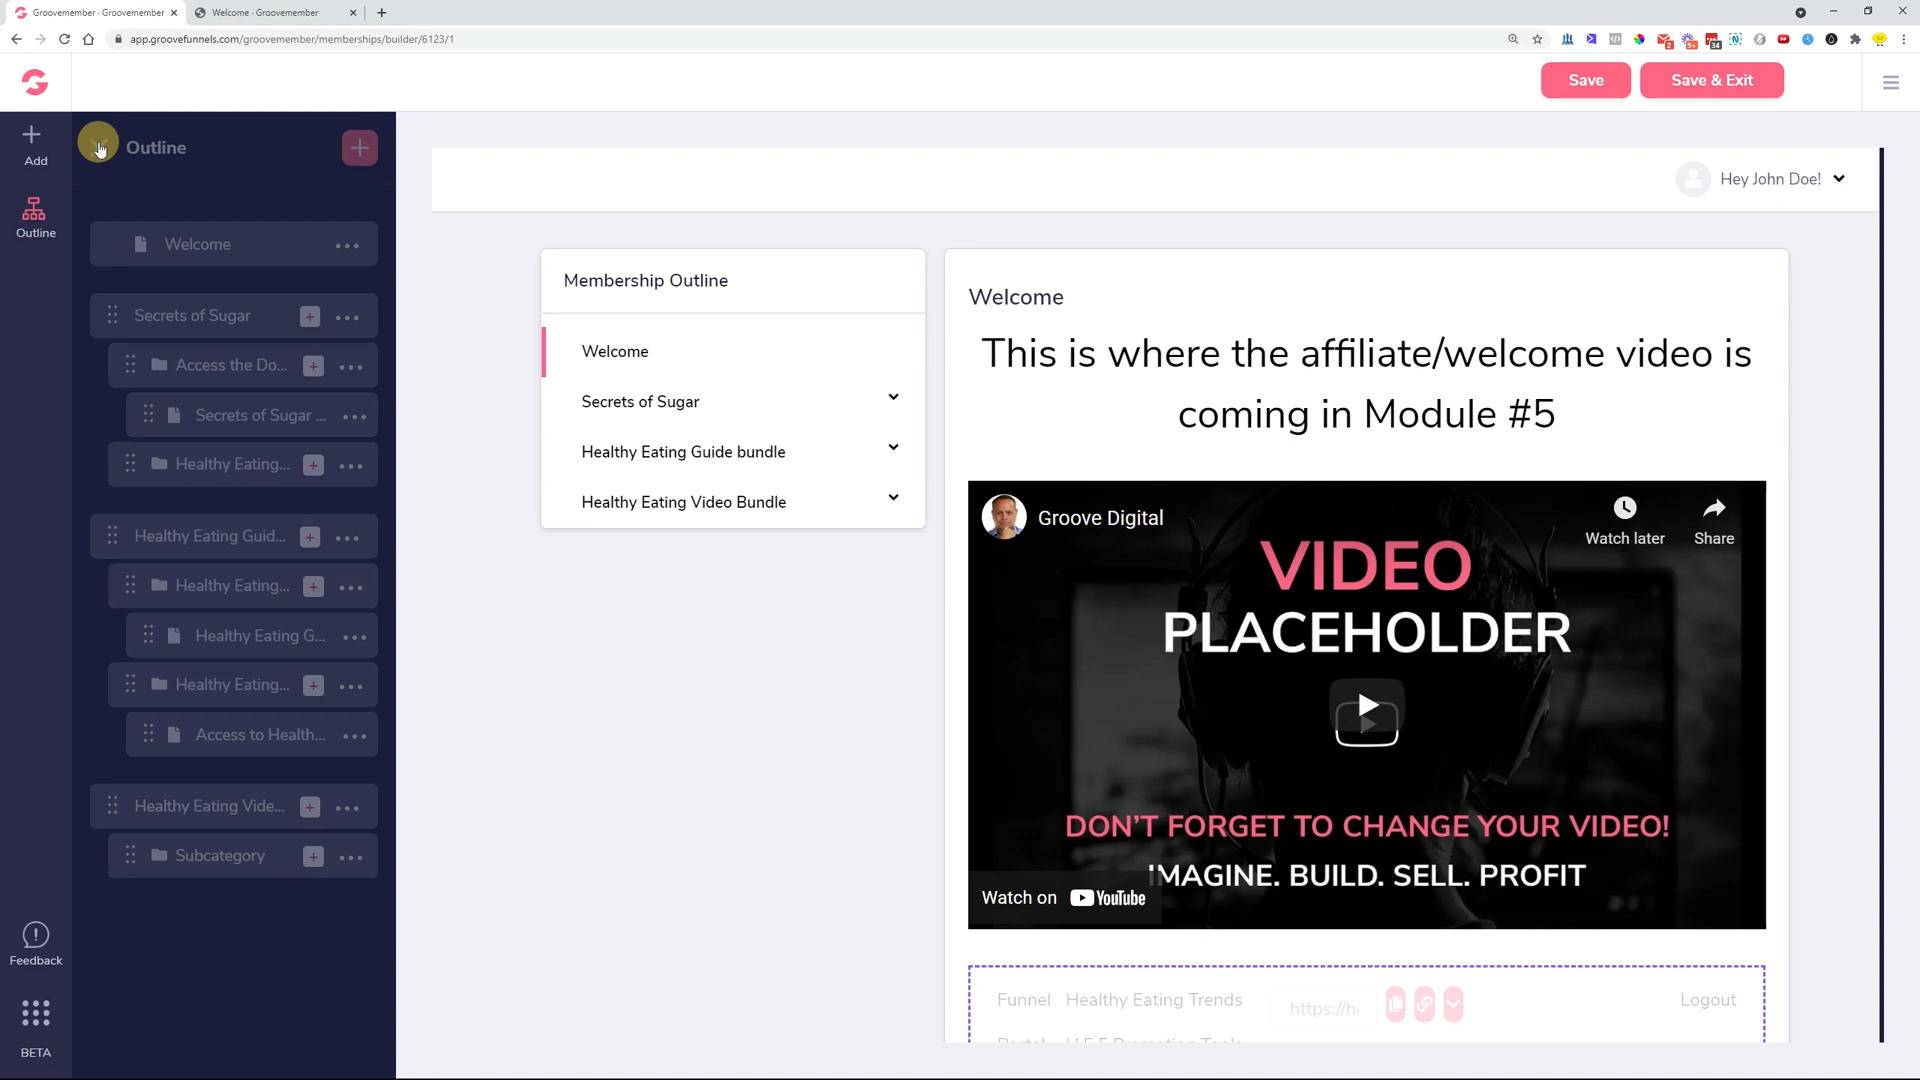 Groovemember · Groovemember
Welcome · Groovemember
app.groovefunnels.com/groovemember/memberships/builder/6123/1
2
9+
34
Save
Save & Exit
Add
Outline
Outline
Welcome
Secrets of Sugar
Access the Do...
Secrets of Sugar ...
Healthy Eating...
Healthy Eating Guid...
Healthy Eating...
Healthy Eating G...
Healthy Eating...
Access to Health...
Healthy Eating Vide...
Subcategory
Feedback
BETA
Hey John Doe!
Membership Outline
Welcome
Secrets of Sugar
Healthy Eating Guide bundle
Healthy Eating Video Bundle
Welcome
This is where the affiliate/welcome video is
coming in Module #5
Groove Digital
Watch later
Share
VIDEO
PLACEHOLDER
DON'T FORGET TO CHANGE YOUR VIDEO!
IMAGINE. BUILD. SELL. PROFIT
Watch on YouTube
Funnel Healthy Eating Trends https://he Logout